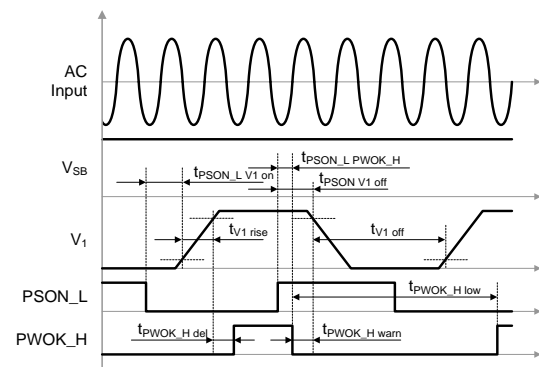 AC
Input
V_SB
t_PSON_L PWOK_H
t_PSON_L V1 on
t_PSON V1 off
V_1
t_V1 rise
t_V1 off
PSON_L
t_PWOK_H low
PWOK_H
t_PWOK_H del
t_PWOK_H warn